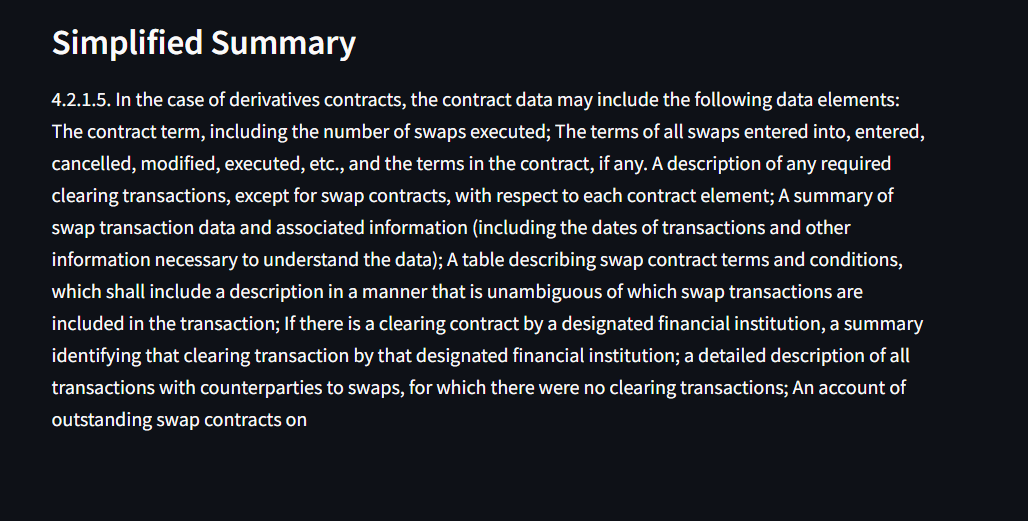 Simplified Summary
4.2.1.5. In the case of derivatives contracts, the contract data may include the following data elements:
The contract term, including the number of swaps executed; The terms of all swaps entered into, entered,
cancelled, modified, executed, etc., and the terms in the contract, if any. A description of any required
clearing transactions, except for swap contracts, with respect to each contract element; A summary of
swap transaction data and associated information (including the dates of transactions and other
information necessary to understand the data); A table describing swap contract terms and conditions,
which shall include a description in a manner that is unambiguous of which swap transactions are
included in the transaction; If there is a clearing contract by a designated financial institution, a summary
identifying that clearing transaction by that designated financial institution; a detailed description of all
transactions with counterparties to swaps, for which there were no clearing transactions; An account of
outstanding swap contracts on